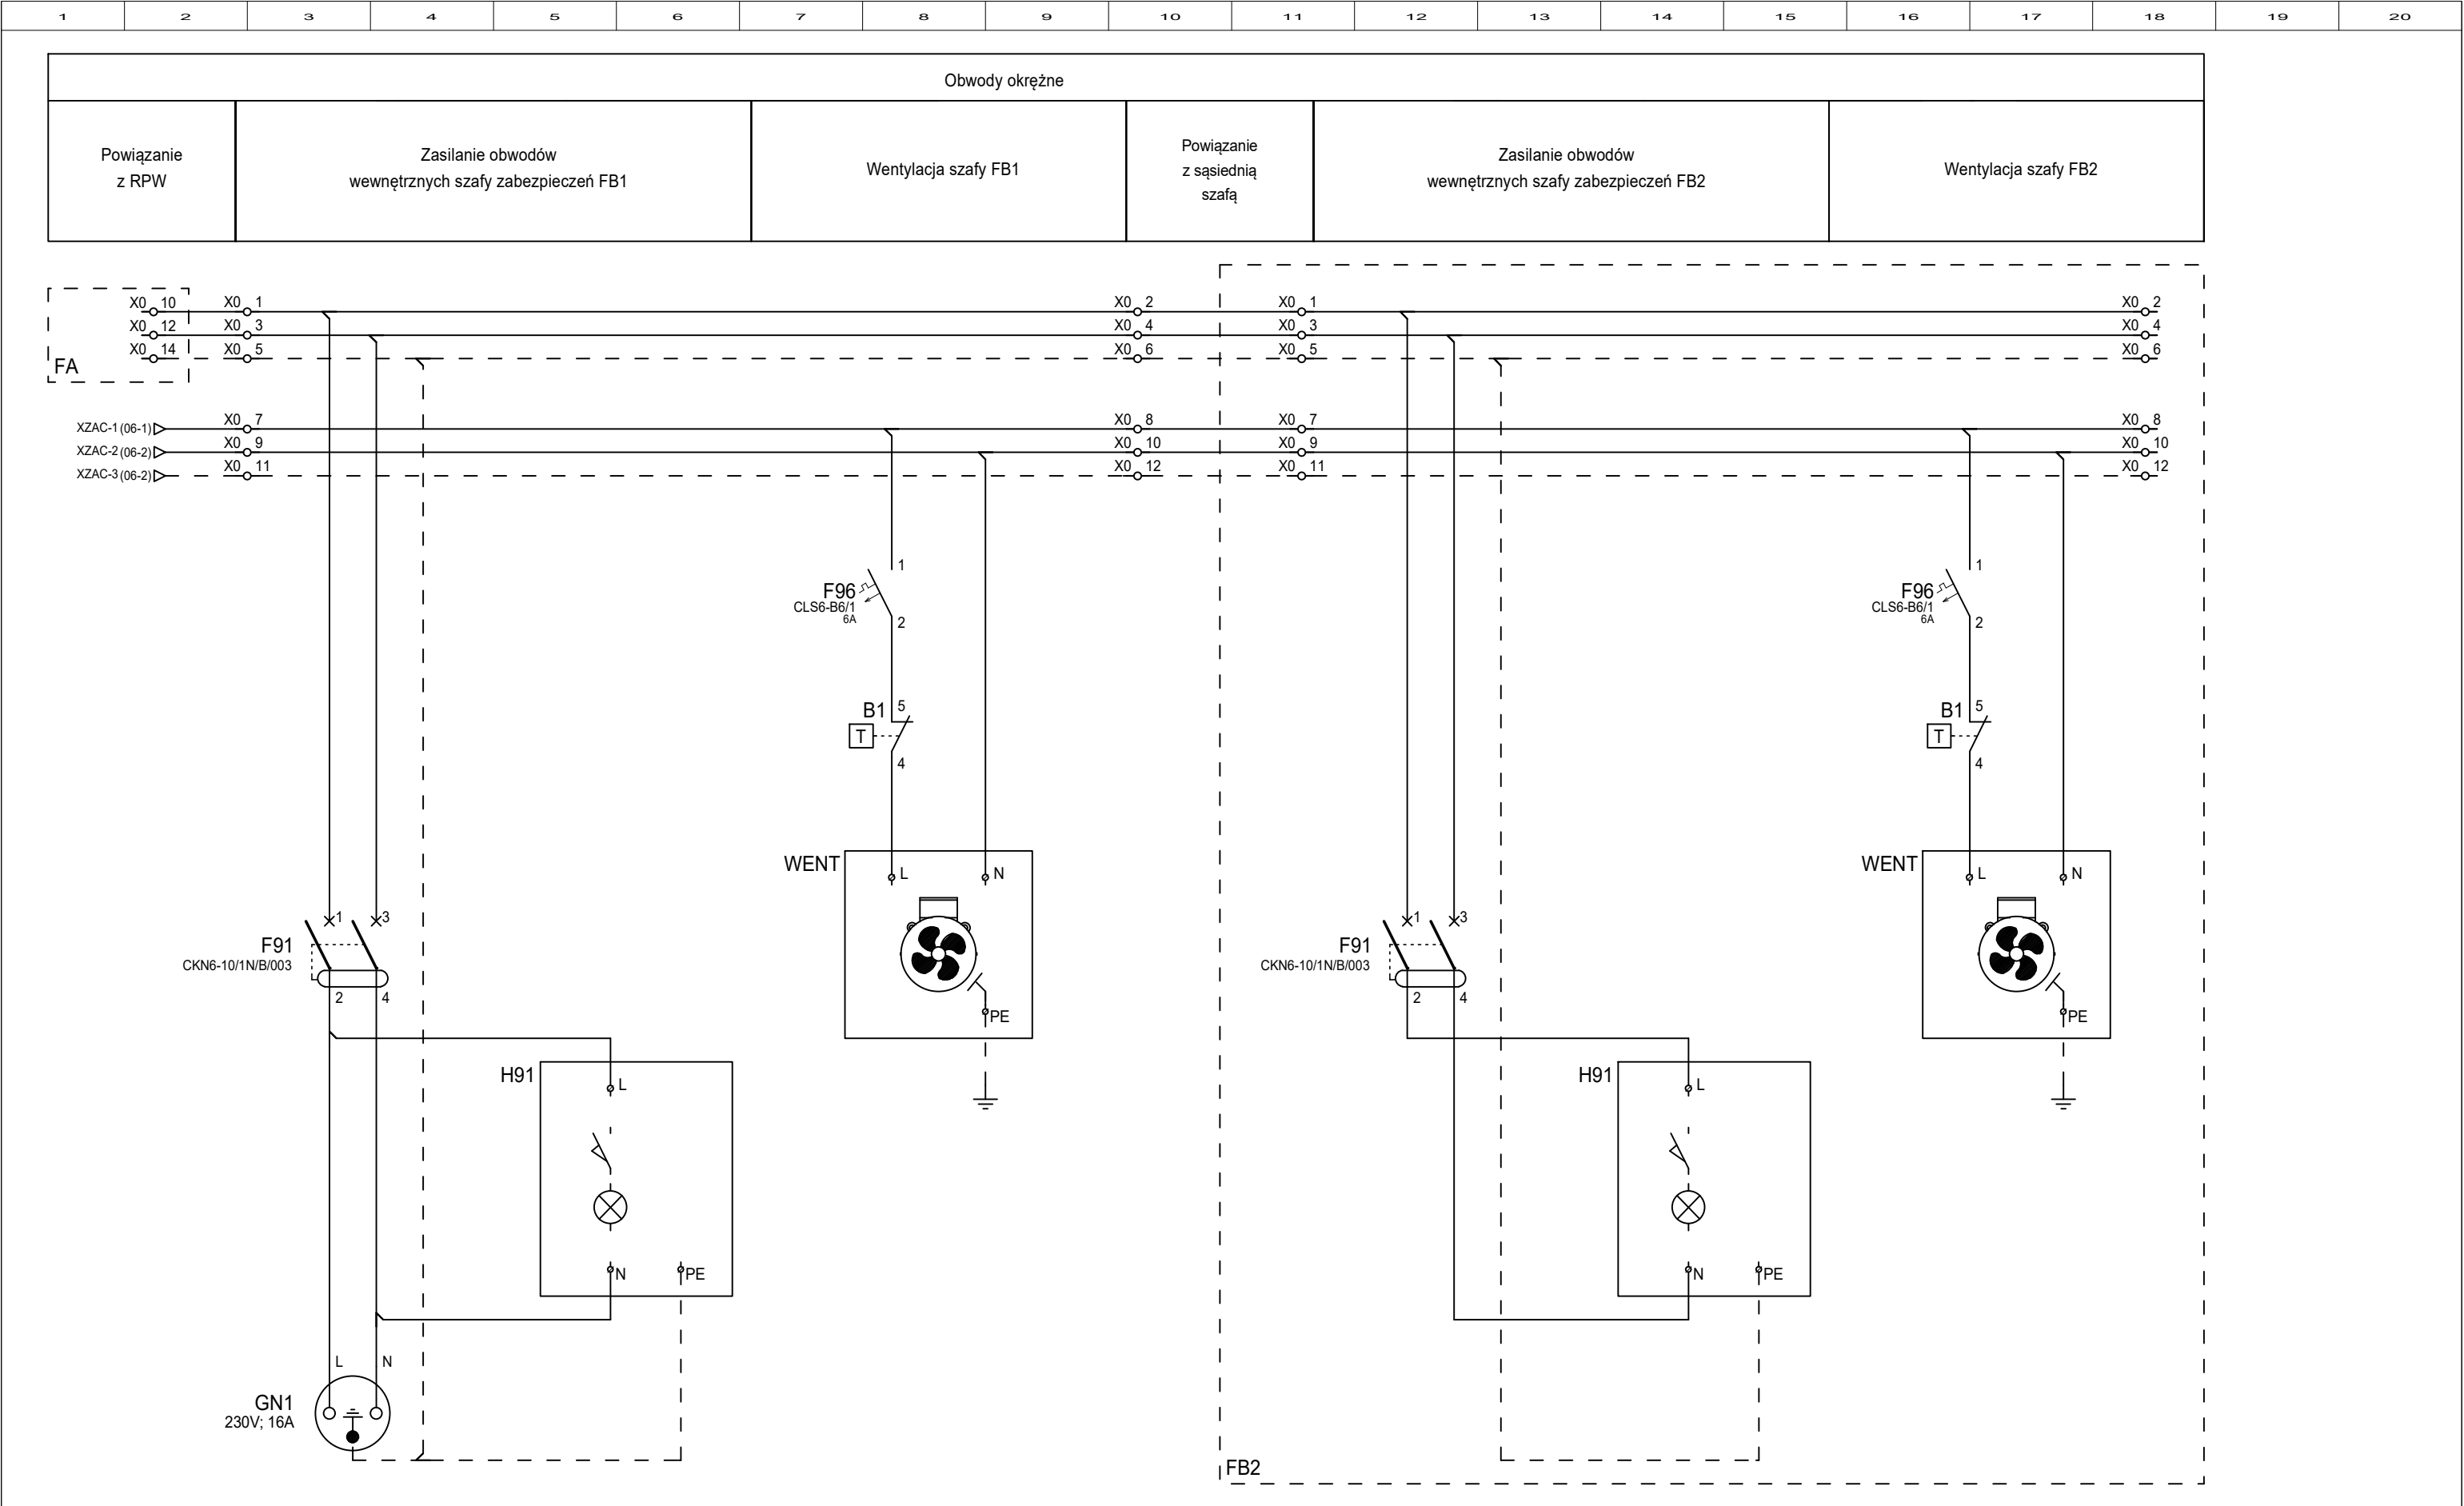 1 2 3 4 5 6 7 8 9 10 11 12 13 14 15 16 17 18 19 20
Obwody okrężne
Powiązanie
z RPW
Zasilanie obwodów
wewnętrznych szafy zabezpieczeń FB1
Wentylacja szafy FB1
Powiązanie
z sąsiednią
szafą
Zasilanie obwodów
wewnętrznych szafy zabezpieczeń FB2
Wentylacja szafy FB2
X0 10 X0 1 X0 2 X0 1 X0 2
X0 12 X0 3 X0 4 X0 3 X0 4
X0 14 X0 5 X0 6 X0 5 X0 6
FA
XZAC-1 (06-1) X0 7 X0 8 X0 7 X0 8
XZAC-2 (06-2) X0 9 X0 10 X0 9 X0 10
XZAC-3 (06-2) X0 11 X0 12 X0 11 X0 12
1 1
F96 F96
CLS6-B6/1 CLS6-B6/1
6A 6A
2 2
B1 5 B1 5
T T
4 4
WENT L N WENT L N
1 3 1 3
F91 F91
CKN6-10/1N/B/003 CKN6-10/1N/B/003
2 4 2 4
PE PE
H91 L H91 L
N PE N PE
L N
GN1
230V; 16A
FB2